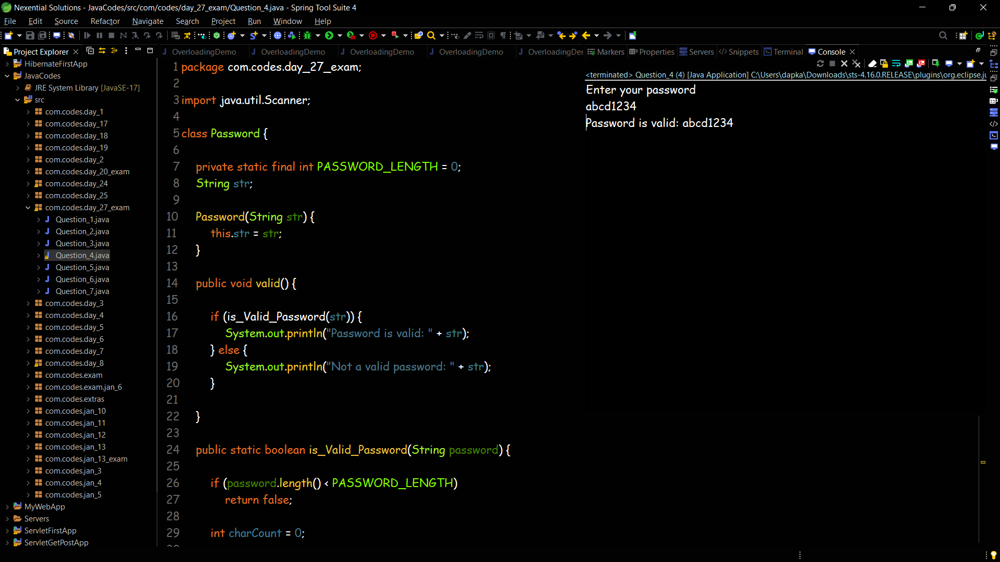 Nexential Solutions - JavaCodes/src/com/codes/day_27_exam/Question_4.java - Spring Tool Suite 4
File Edit Source Refactor Navigate Search Project Run Window Help
Project Explorer
HibernateFirstApp
JavaCodes
JRE System Library [JavaSE-17]
src
com.codes.day_1
com.codes.day_17
com.codes.day_18
com.codes.day_19
com.codes.day_2
com.codes.day_20_exam
com.codes.day_24
com.codes.day_25
com.codes.day_27_exam
Question_1.java
Question_2.java
Question_3.java
Question_4.java
Question_5.java
Question_6.java
Question_7.java
com.codes.day_3
com.codes.day_4
com.codes.day_5
com.codes.day_6
com.codes.day_7
com.codes.day_8
com.codes.exam
com.codes.exam.jan_6
com.codes.extras
com.codes.jan_10
com.codes.jan_11
com.codes.jan_12
com.codes.jan_13
com.codes.jan_13_exam
com.codes.jan_3
com.codes.jan_4
com.codes.jan_5
MyWebApp
Servers
ServletFirstApp
ServletGetPostApp
OverloadingDemo OverloadingDemo OverloadingDemo OverloadingDemo OverloadingDer
1 package com.codes.day_27_exam;
2
3 import java.util.Scanner;
4
5 class Password {
6
7 private static final int PASSWORD_LENGTH = 0;
8 String str;
9
10 Password(String str) {
11 this.str = str;
12 }
13
14 public void valid() {
15
16 if (is_Valid_Password(str)) {
17 System.out.println("Password is valid: " + str);
18 } else {
19 System.out.println("Not a valid password: " + str);
20 }
21
22 }
23
24 public static boolean is_Valid_Password(String password) {
25
26 if (password.length() < PASSWORD_LENGTH)
27 return false;
28
29 int charCount = 0;
Markers Properties Servers Snippets Terminal Console
<terminated> Question_4 (4) [Java Application] C:\Users\dapka\Downloads\sts-4.16.0.RELEASE\plugins\org.eclipse.ju
Enter your password
abcd1234
Password is valid: abcd1234